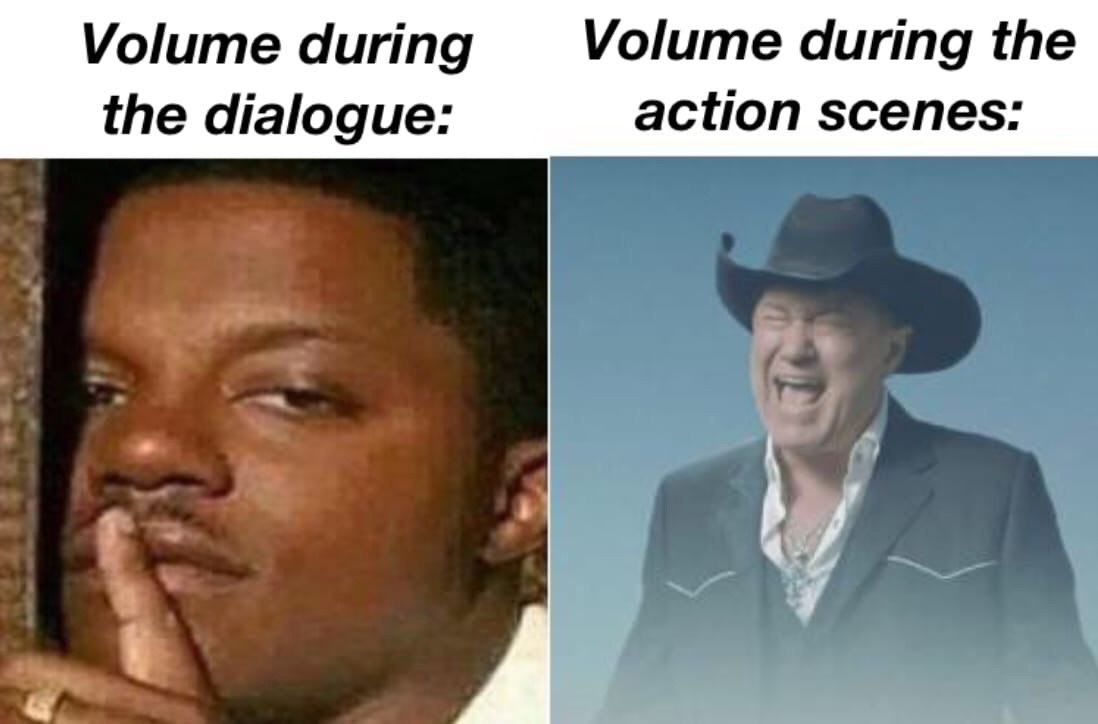 Volume during
the dialogue:
Volume during the
action scenes: